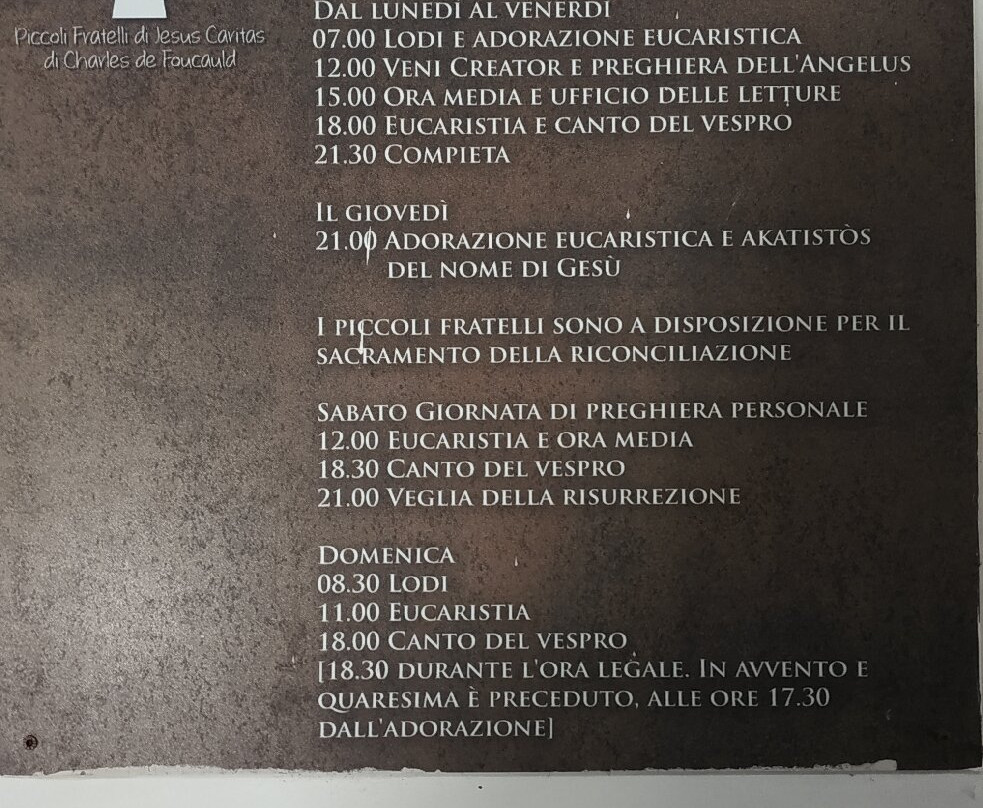 Piccoli Fratelli di Jesus Caritas
di Charles de Foucauld
Dal lunedì al venerdì
07.00 Lodi e adorazione eucaristica
12.00 Veni Creator e preghiera dell'Angelus
15.00 Ora media e ufficio delle letture
18.00 Eucaristia e canto del vespro
21.30 Compieta
Il giovedì
21.00 Adorazione eucaristica e akatistòs
del nome di Gesù
I piccoli fratelli sono a disposizione per il
sacramento della riconciliazione
Sabato Giornata di preghiera personale
12.00 Eucaristia e ora media
18.30 Canto del vespro
21.00 Veglia della risurrezione
Domenica
08.30 Lodi
11.00 Eucaristia
18.00 Canto del vespro
[18.30 durante l'ora legale. In avvento e
quaresima è preceduto, alle ore 17.30
dall'adorazione]